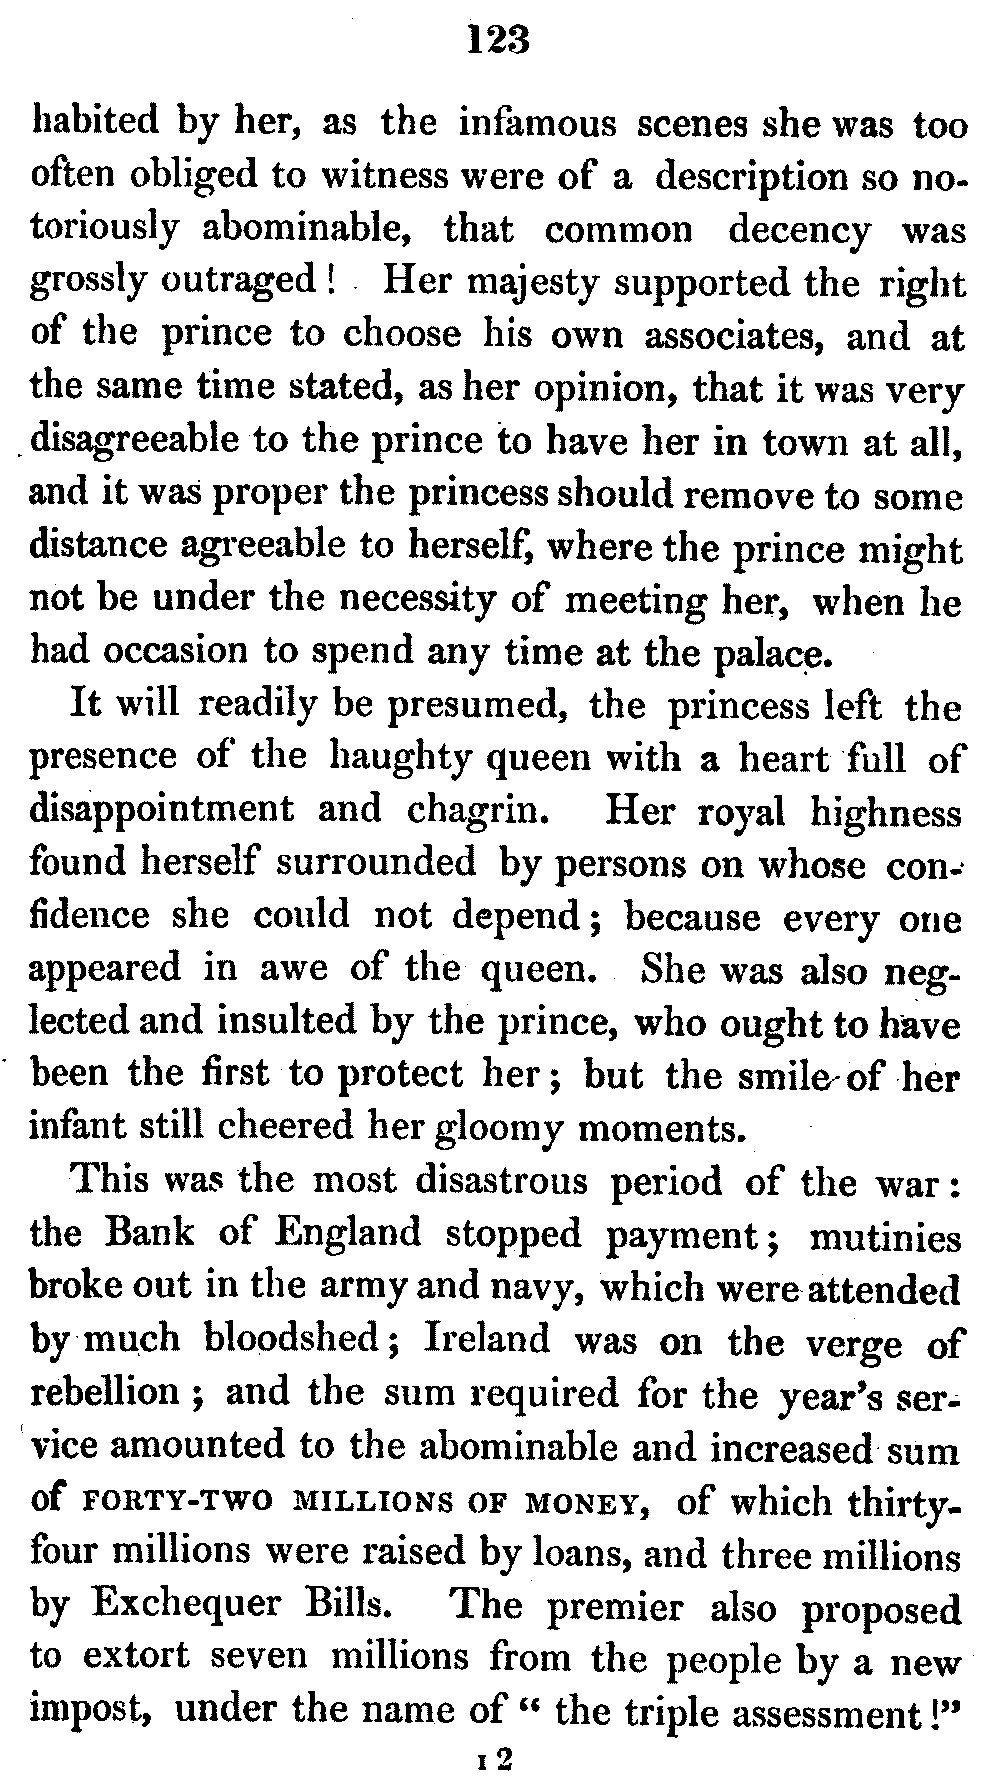 123
habited by her, as the infamous scenes she was too
often obliged to witness were of a description so no-
toriously abominable, that common decency was
grossly outraged! Her majesty supported the right
of the prince to choose his own associates, and at
the same time stated, as her opinion, that it was very
disagreeable to the prince to have her in town at all,
and it was proper the princess should remove to some
distance agreeable to herself, where the prince might
not be under the necessity of meeting her, when he
had occasion to spend any time at the palace.
It will readily be presumed, the princess left the
presence of the haughty queen with a heart full of
disappointment and chagrin. Her royal highness
found herself surrounded by persons on whose con-
fidence she could not depend; because every one
appeared in awe of the queen. She was also neg-
lected and insulted by the prince, who ought to have
been the first to protect her; but the smile of her
infant still cheered her gloomy moments.
This was the most disastrous period of the war:
the Bank of England stopped payment; mutinies
broke out in the army and navy, which were attended
by much bloodshed; Ireland was on the verge of
rebellion; and the sum required for the year's ser-
vice amounted to the abominable and increased sum
of FORTY-TWO MILLIONS OF MONEY, of which thirty-
four millions were raised by loans, and three millions
by Exchequer Bills. The premier also proposed
to extort seven millions from the people by a new
impost, under the name of "the triple assessment!"
I 2